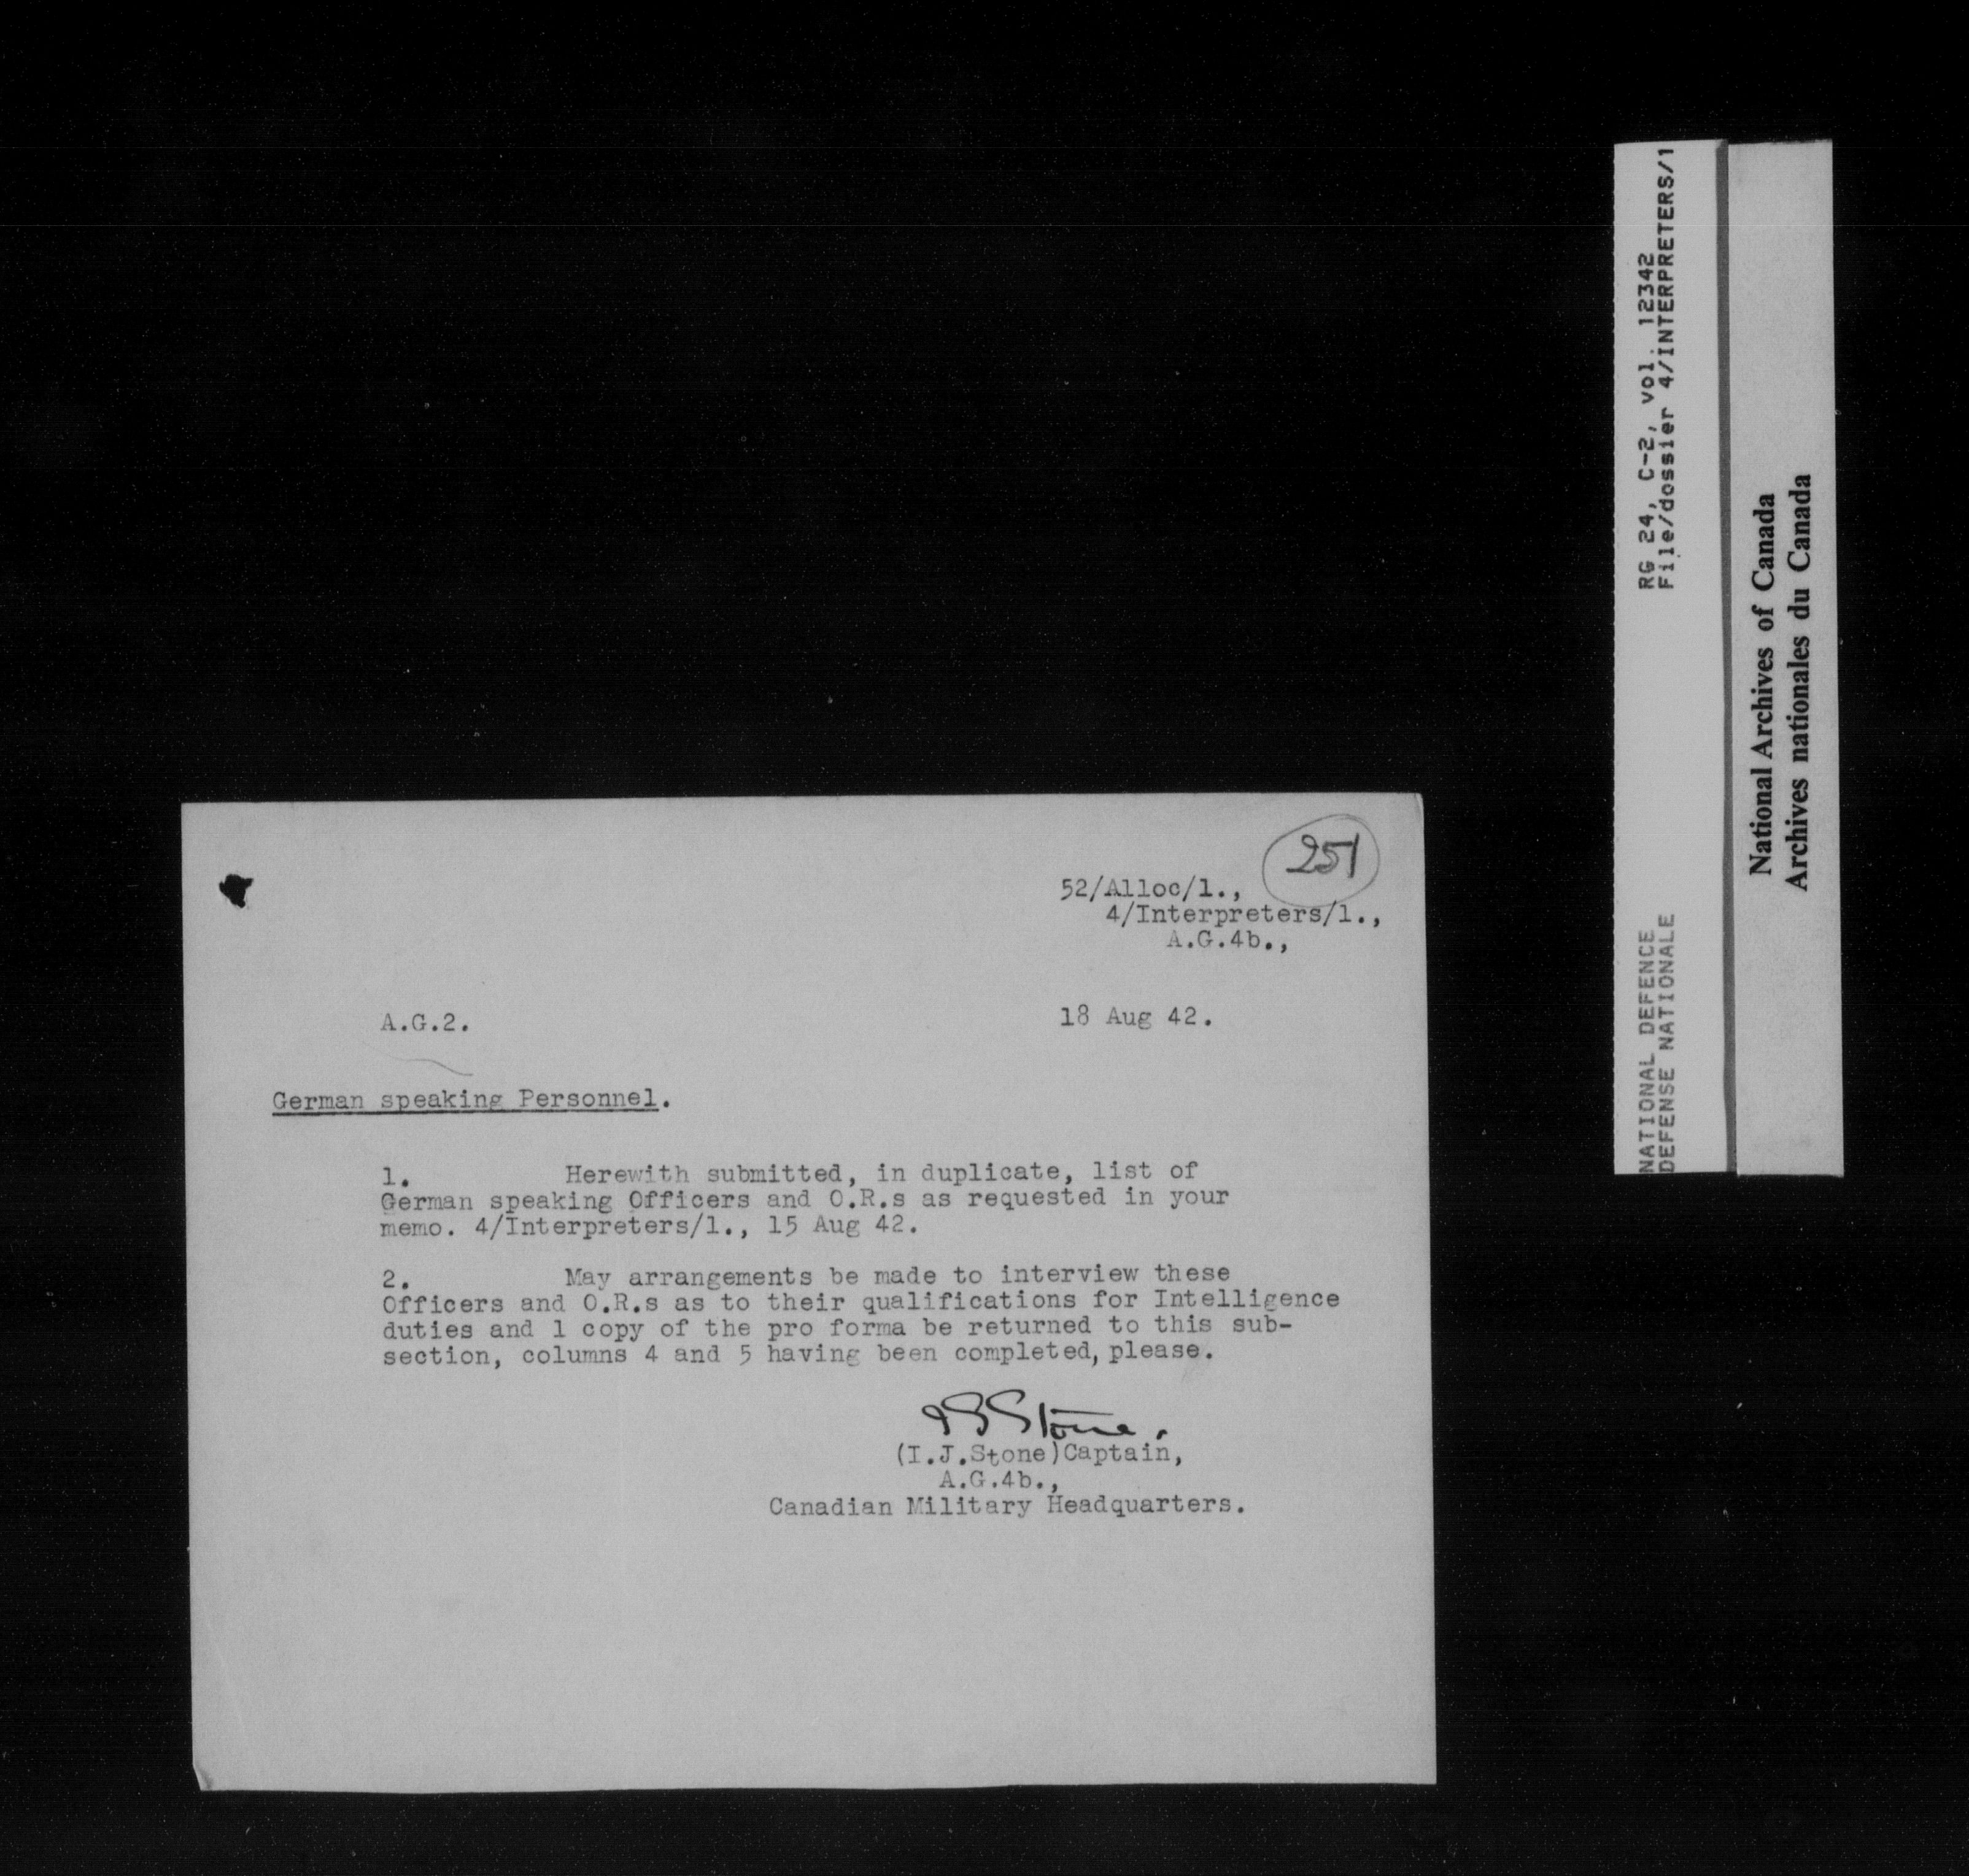 251
52/Alloc/1.,
4/Interpreters/1.,
A.G.4b.,
A.G.2.
18 Aug 42.
German speaking Personnel.
1. Herewith submitted, in duplicate, list of
German speaking Officers and O.R.s as requested in your
memo. 4/Interpreters/1., 15 Aug 42.
2. May arrangements be made to interview these
Officers and O.R.s as to their qualifications for Intelligence
duties and 1 copy of the pro forma be returned to this sub-
section, columns 4 and 5 having been completed, please.
IJStone.
(I.J.Stone)Captain,
A.G.4b.,
Canadian Military Headquarters.
NATIONAL DEFENCE
DEFENSE NATIONALE
RG 24, C-2, vol. 12342
File/dossier 4/INTERPRETERS/1
National Archives of Canada
Archives nationales du Canada